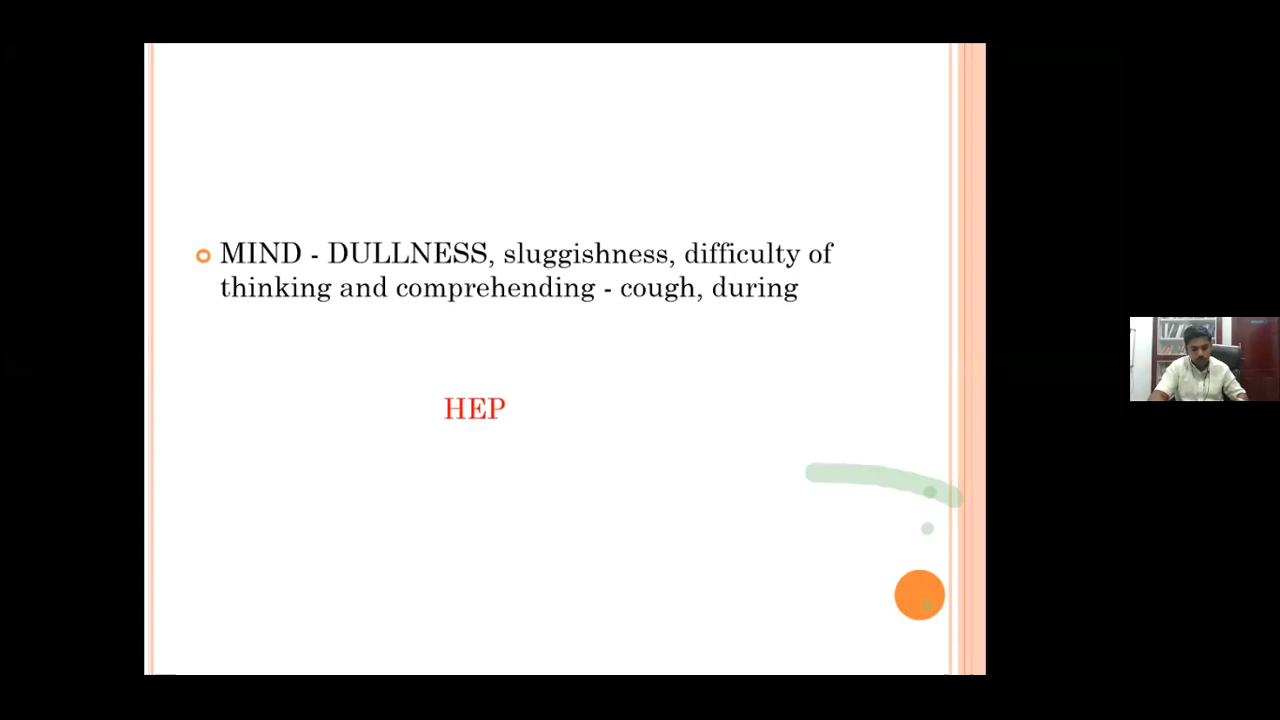 MIND - DULLNESS, sluggishness, difficulty of
thinking and comprehending - cough, during
HEP